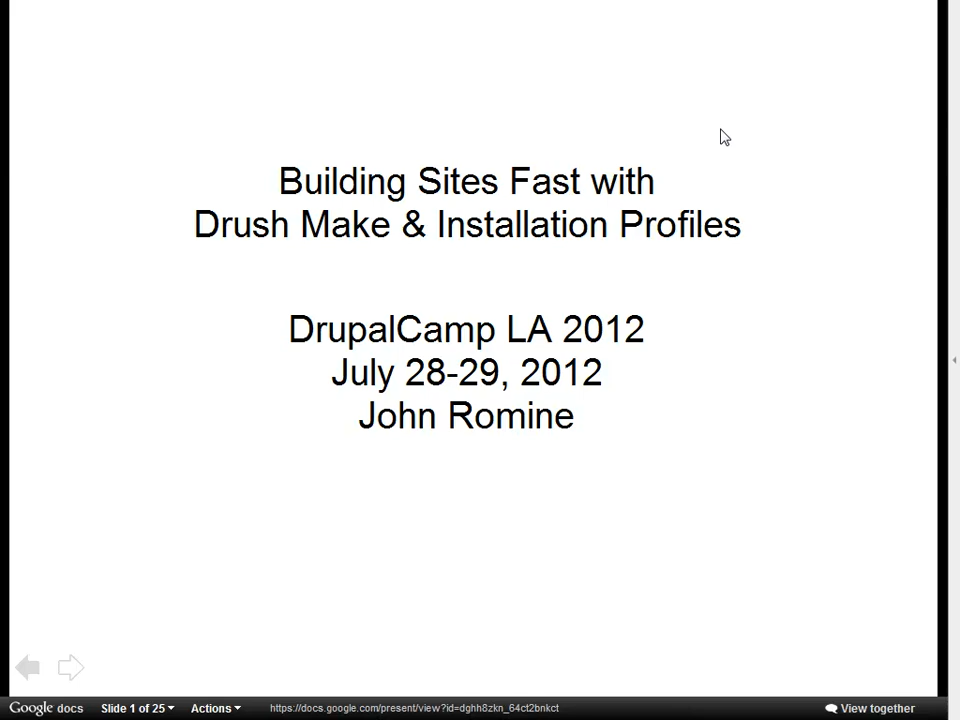 Building Sites Fast with
Drush Make & Installation Profiles
DrupalCamp LA 2012
July 28-29, 2012
John Romine
Google docs Slide 1 of 25 Actions https://docs.google.com/present/view?id=dghh8zkn_64ct2bnkct View together